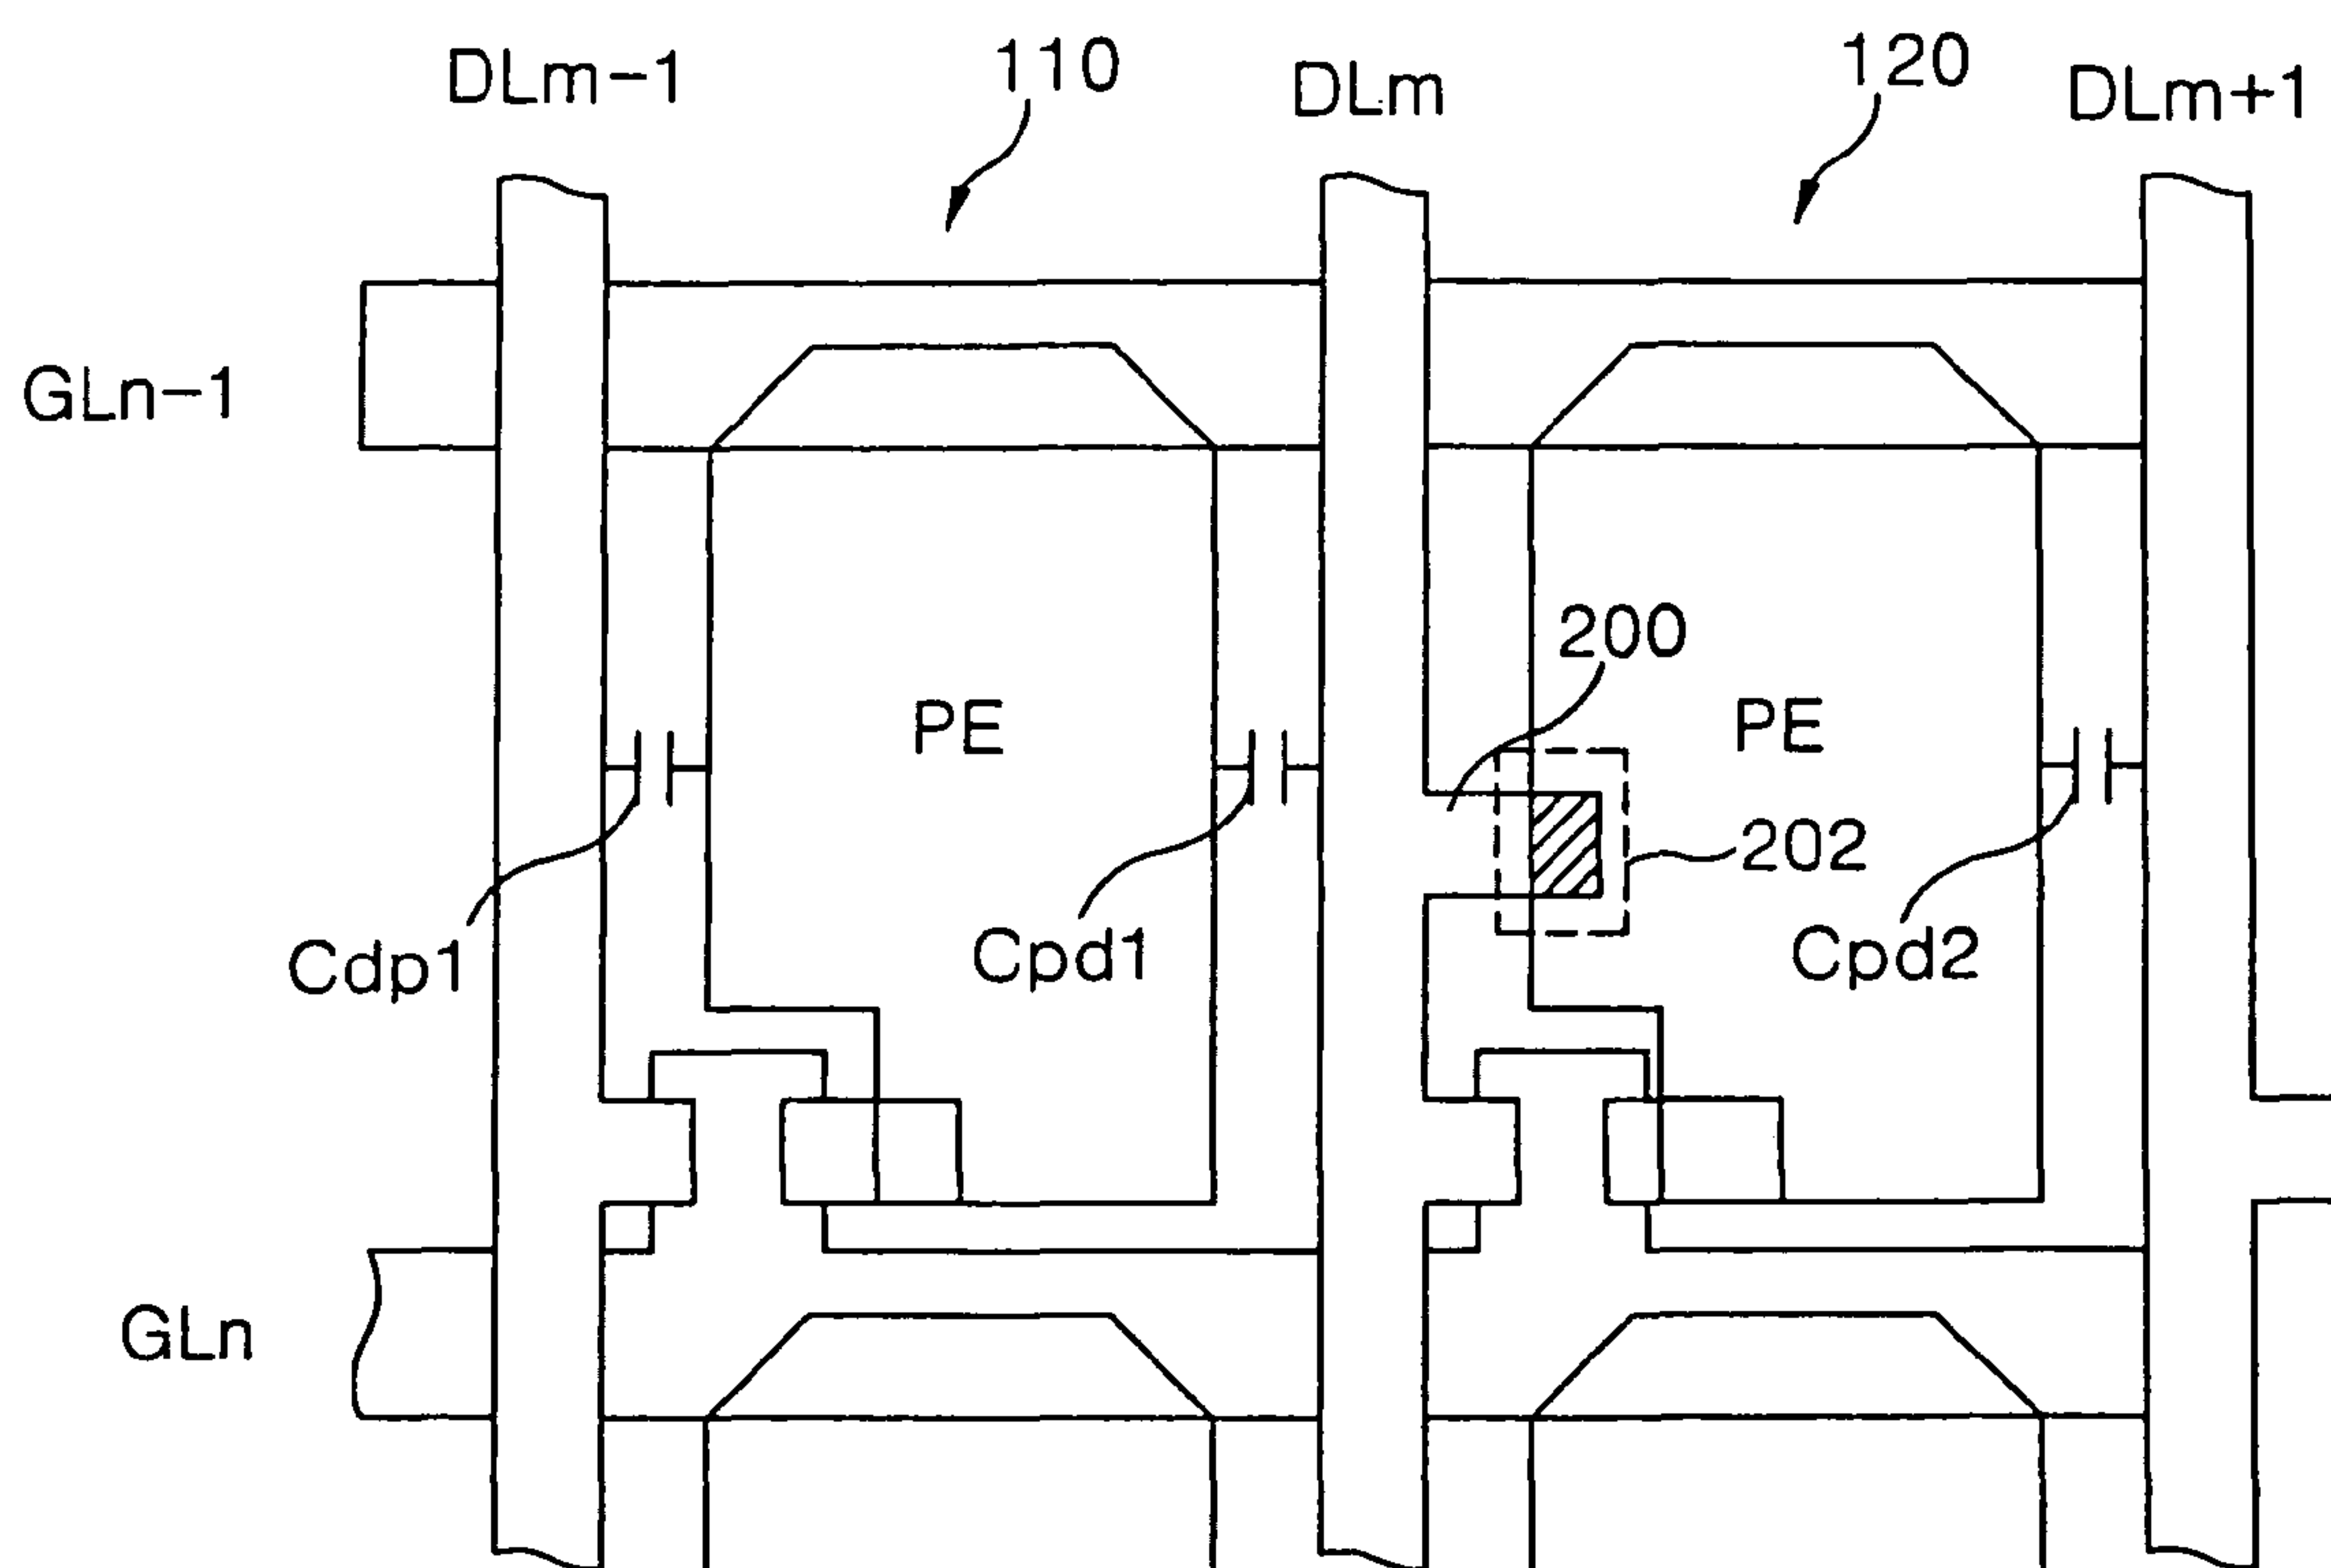 DLm-1
110
DLm
120
DLm+1
GLn-1
200
PE
PE
202
Cdp1
Cpd1
Cpd2
GLn